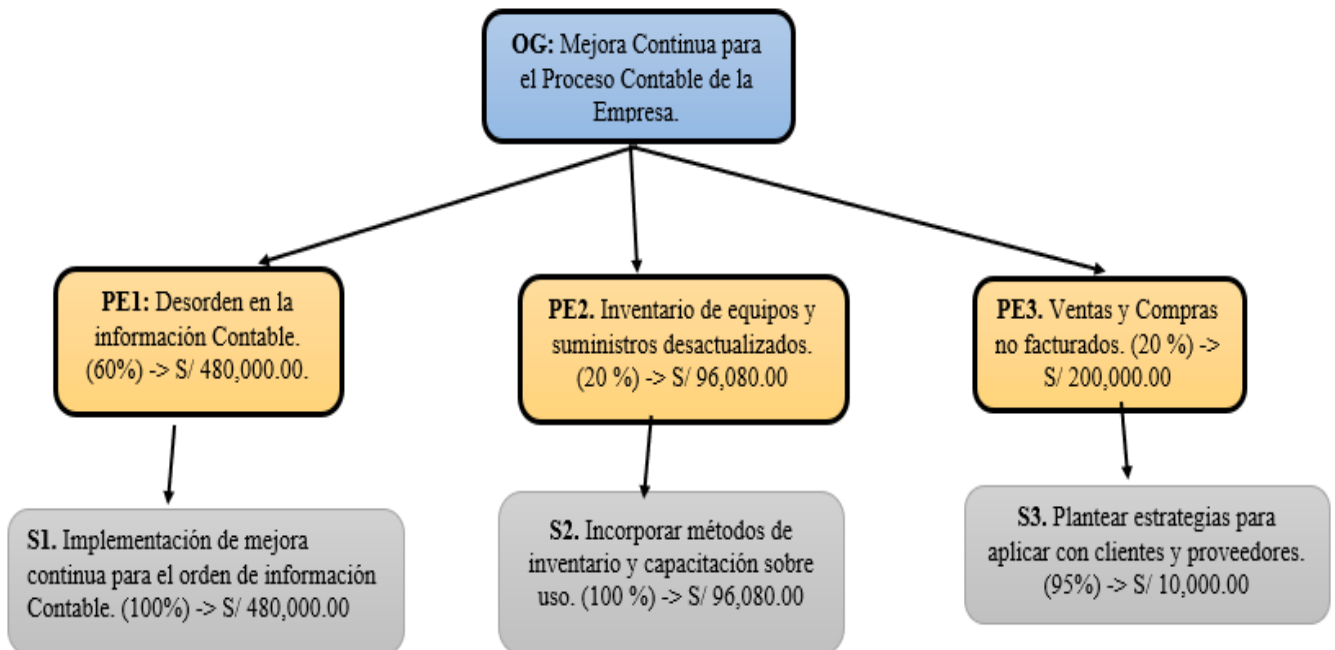 OG: Mejora Continua para
el Proceso Contable de la
Empresa.
PE1: Desorden en la
información Contable.
(60%) -> S/ 480,000.00.
PE2. Inventario de equipos y
suministros desactualizados.
(20 %) -> S/ 96,080.00
PE3. Ventas y Compras
no facturados. (20 %) ->
S/ 200,000.00
S1. Implementación de mejora
continua para el orden de información
Contable. (100%) -> S/ 480,000.00
S2. Incorporar métodos de
inventario y capacitación sobre
uso. (100 %) -> S/ 96,080.00
S3. Plantear estrategias para
aplicar con clientes y proveedores.
(95%) -> S/ 10,000.00